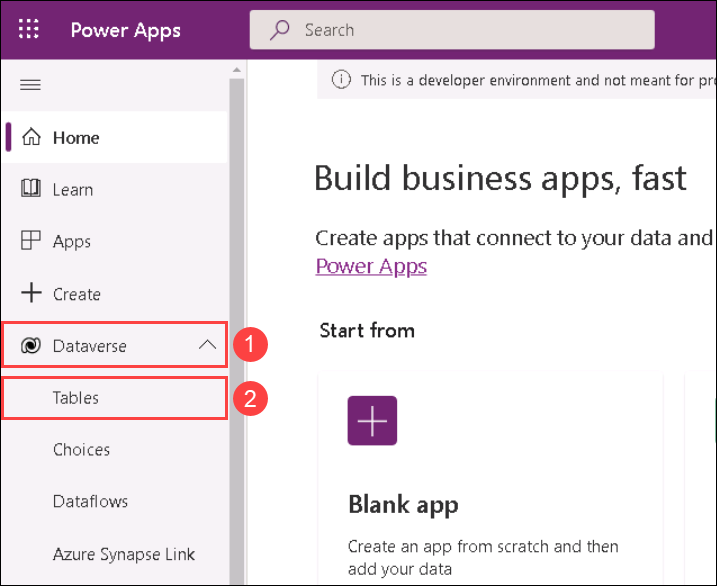 Power Apps
Search
This is a developer environment and not meant for
Home
Learn
Apps
Create
Dataverse
1
Tables
2
Choices
Dataflows
Azure Synapse Link
Build business apps, fast
Create apps that connect to your data and
Power Apps
Start from
Blank app
Create an app from scratch and then
add your data